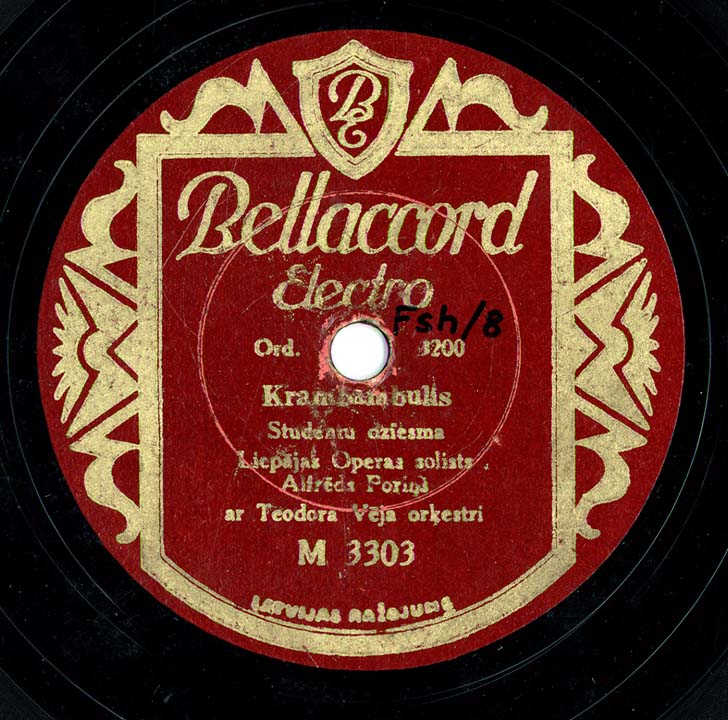 BE
Bellaccord
Electro
Fsh/8
Ord. 3200
Krambambulis
Studentu dziesma
Liepājas Operas solists
Alfrēds Poriņš
ar Teodora Vēja orķestri
M 3303
LATVIJAS RAŽOJUMS